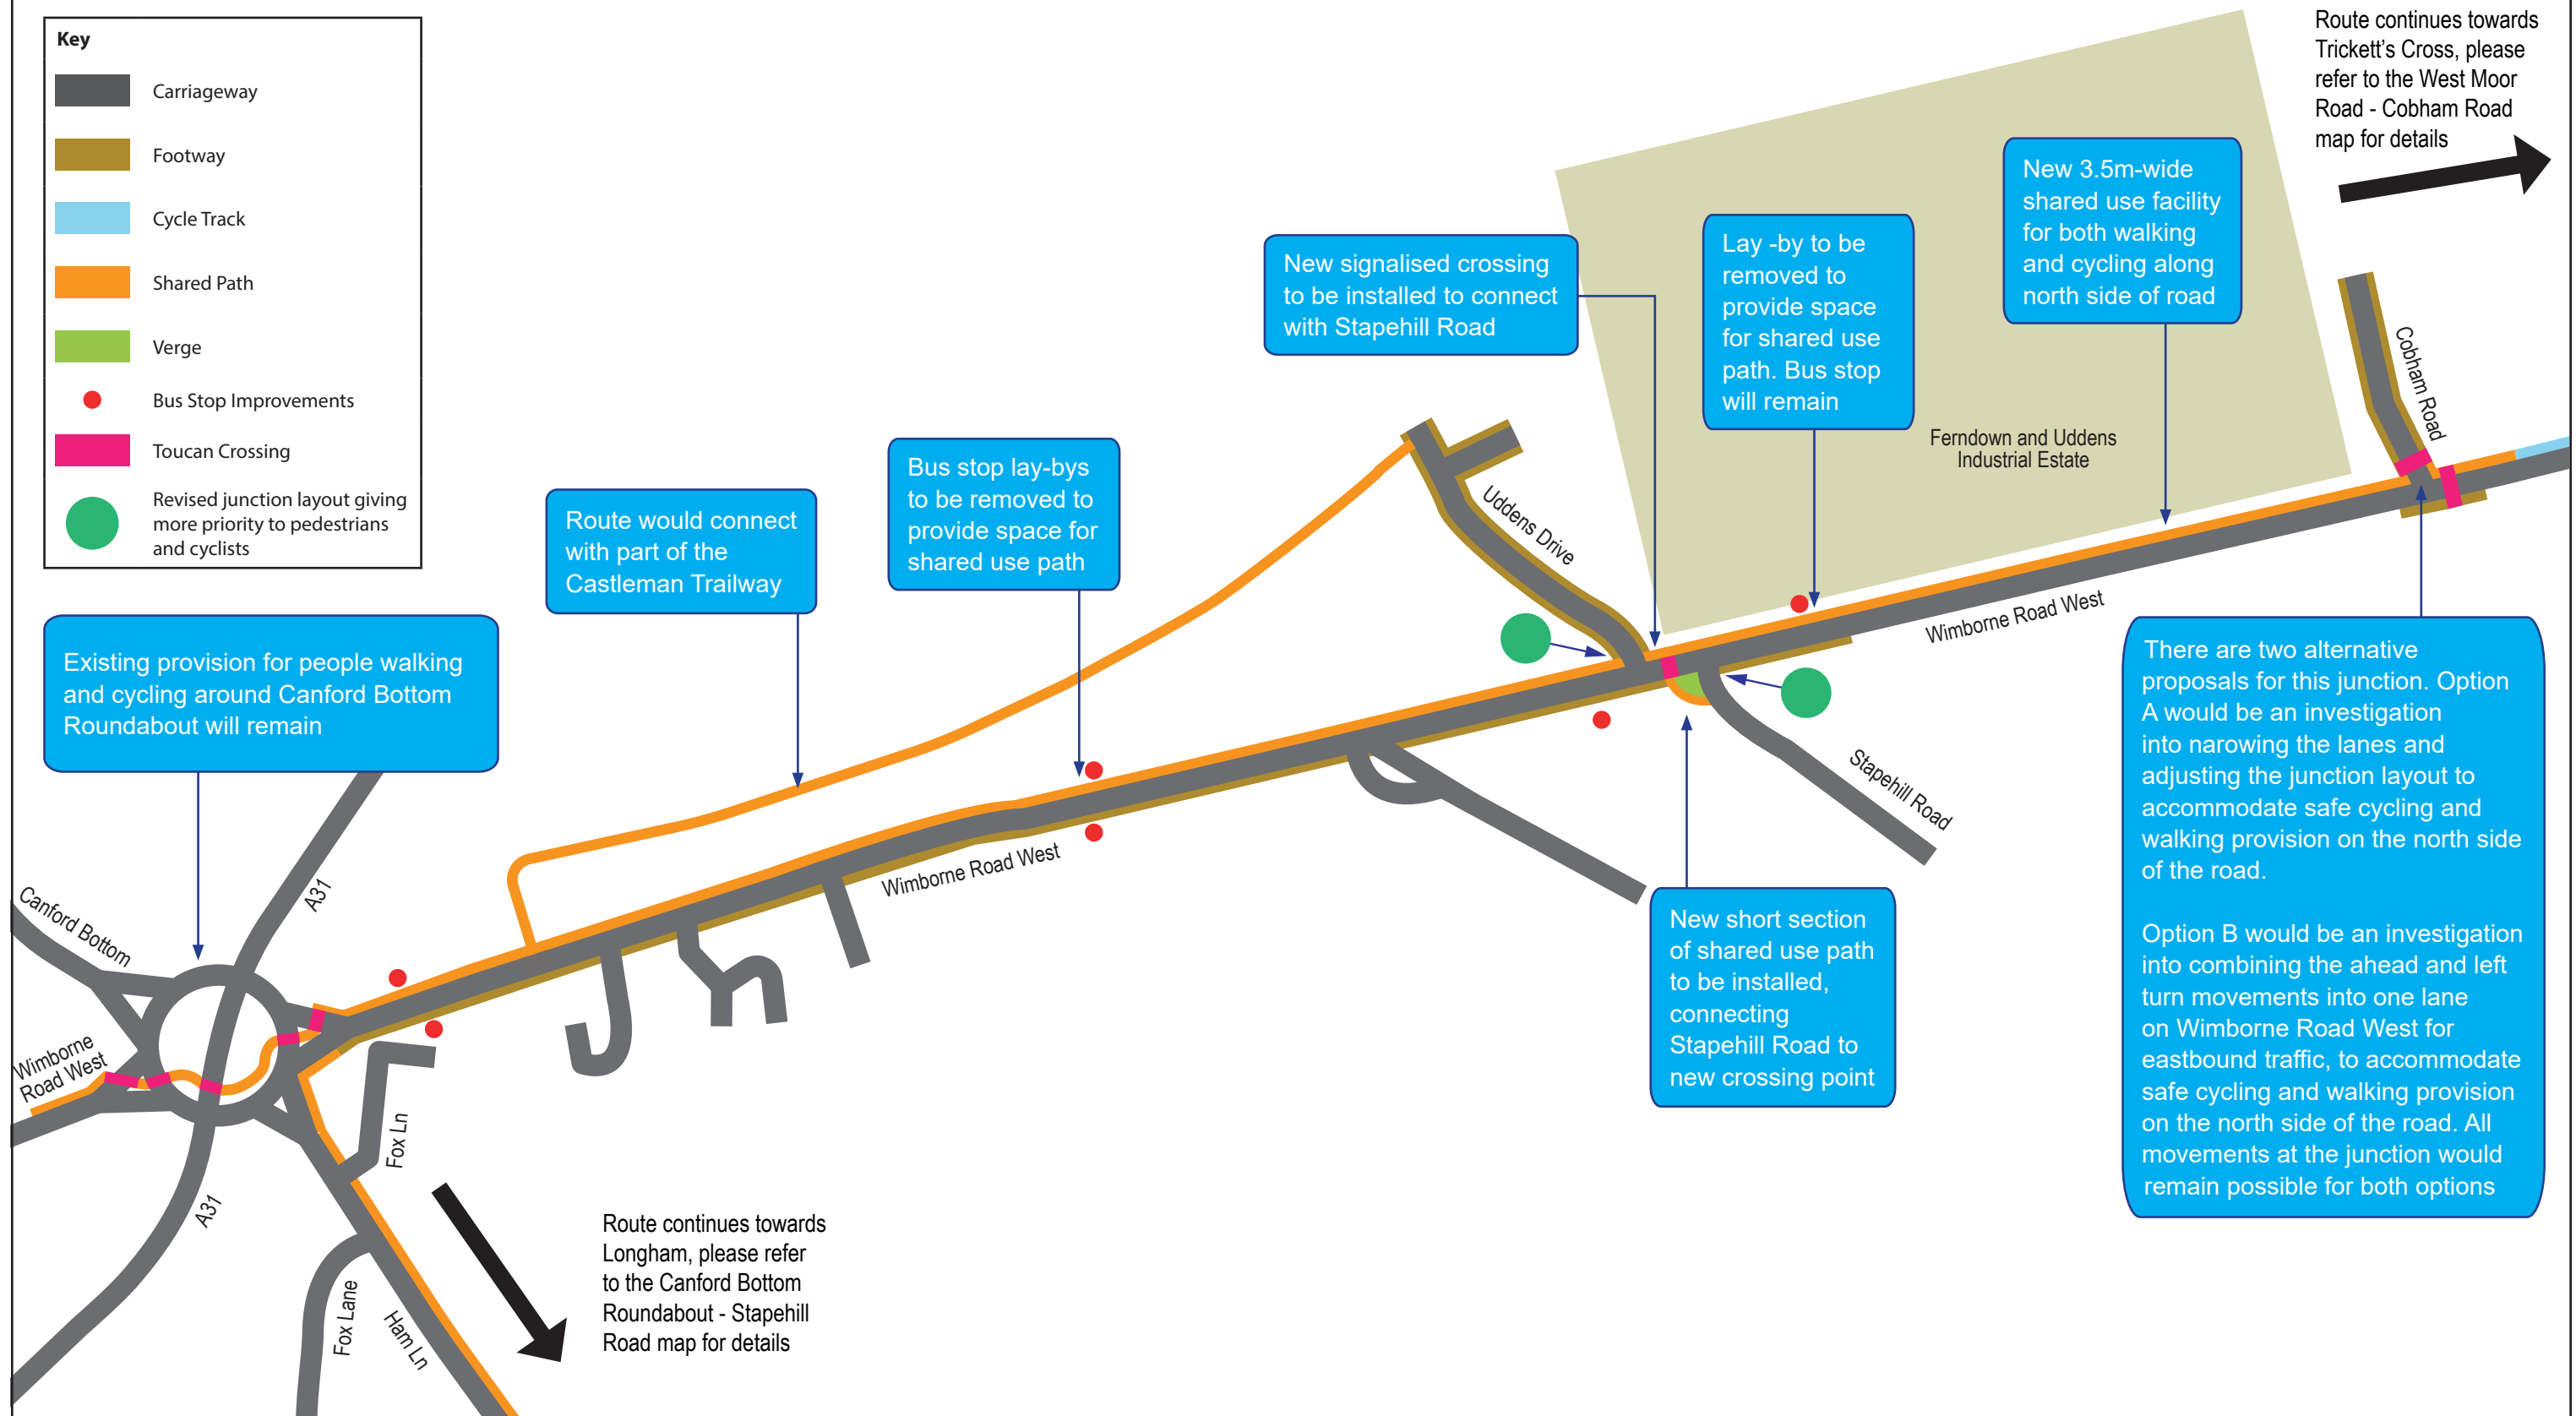 Key
Carriageway
Footway
Cycle Track
Shared Path
Verge
Bus Stop Improvements
Toucan Crossing
Revised junction layout giving
more priority to pedestrians
and cyclists
Route continues towards
Trickett's Cross, please
refer to the West Moor
Road - Cobham Road
map for details
New 3.5m-wide
shared use facility
for both walking
and cycling along
north side of road
Lay -by to be
removed to
provide space
for shared use
path. Bus stop
will remain
New signalised crossing
to be installed to connect
with Stapehill Road
Bus stop lay-bys
to be removed to
provide space for
shared use path
Route would connect
with part of the
Castleman Trailway
Existing provision for people walking
and cycling around Canford Bottom
Roundabout will remain
Ferndown and Uddens
Industrial Estate
Cobham Road
Uddens Drive
Wimborne Road West
Stapehill Road
Wimborne Road West
There are two alternative
proposals for this junction. Option
A would be an investigation
into narowing the lanes and
adjusting the junction layout to
accommodate safe cycling and
walking provision on the north side
of the road.
Option B would be an investigation
into combining the ahead and left
turn movements into one lane
on Wimborne Road West for
eastbound traffic, to accommodate
safe cycling and walking provision
on the north side of the road. All
movements at the junction would
remain possible for both options
New short section
of shared use path
to be installed,
connecting
Stapehill Road to
new crossing point
Canford Bottom
A31
Wimborne
Road West
A31
Fox Ln
Fox Lane
Ham Ln
Route continues towards
Longham, please refer
to the Canford Bottom
Roundabout - Stapehill
Road map for details